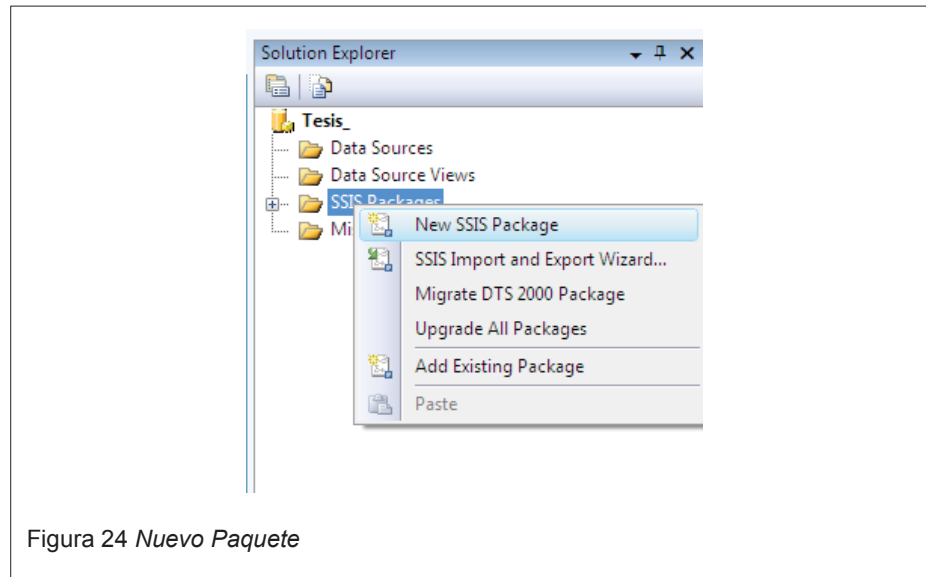 Solution Explorer
Tesis_
Data Sources
Data Source Views
SSIS Packages
New SSIS Package
Mi
SSIS Import and Export Wizard...
Migrate DTS 2000 Package
Upgrade All Packages
Add Existing Package
Paste
Figura 24 Nuevo Paquete